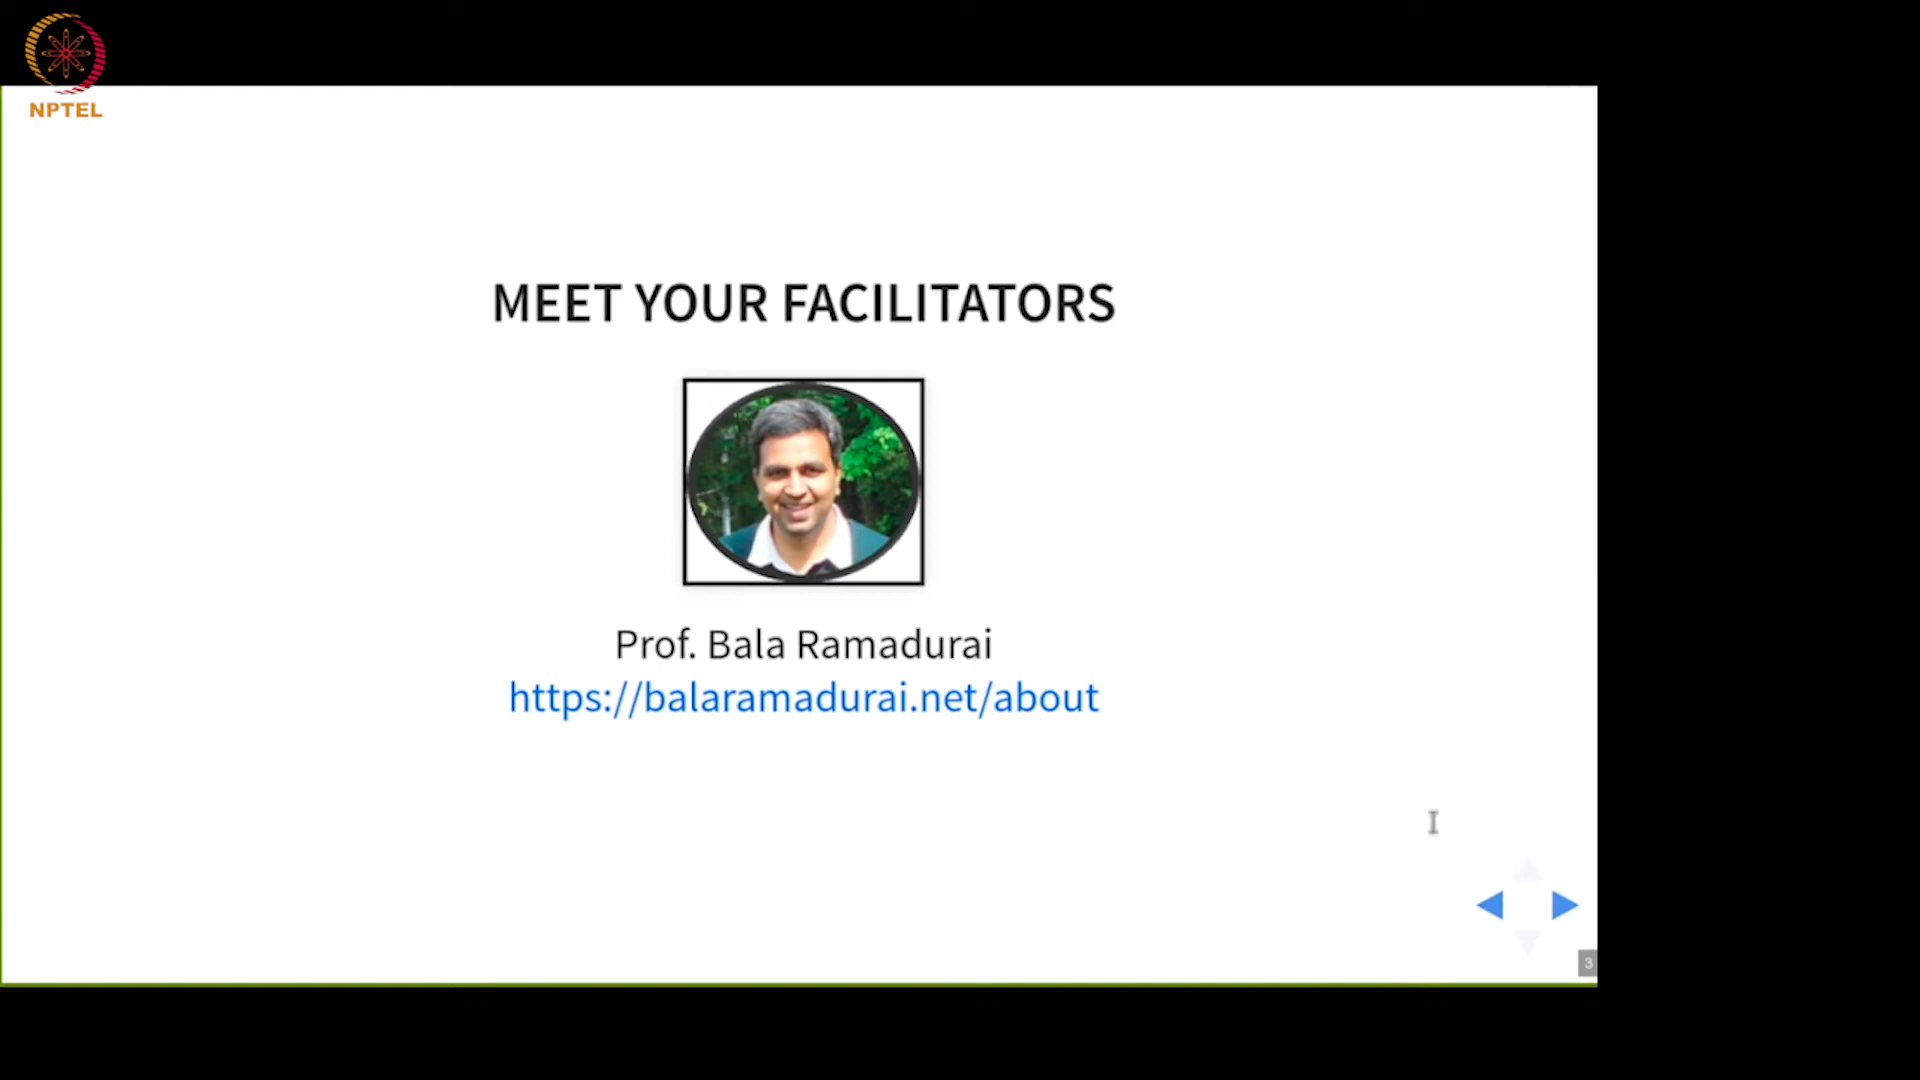 NPTEL
MEET YOUR FACILITATORS
Prof. Bala Ramadurai
https://balaramadurai.net/about
3